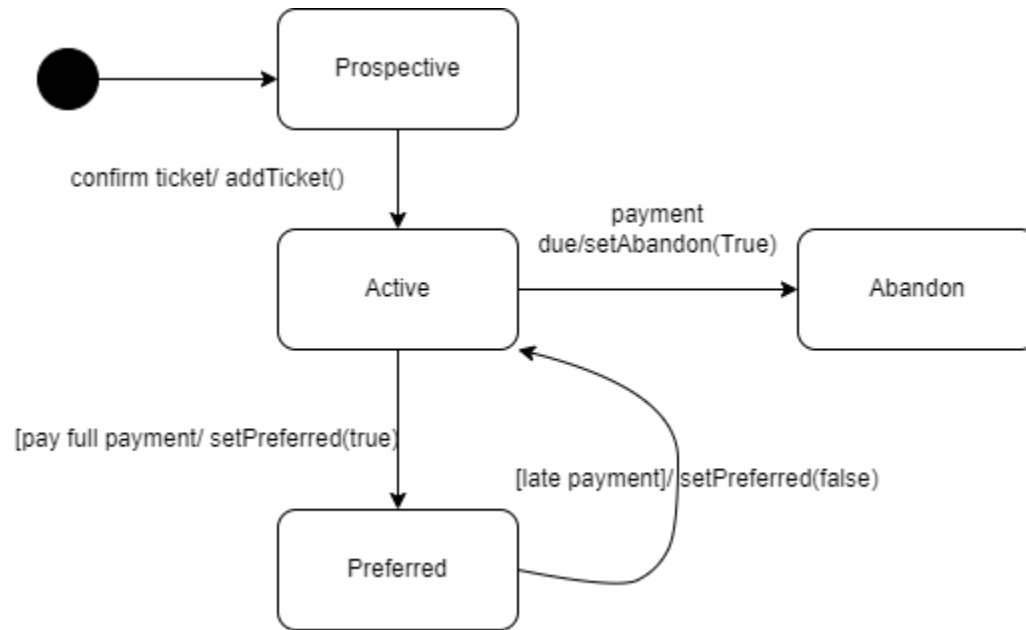 Prospective
confirm ticket/ addTicket()
payment
due/setAbandon(True)
Active
Abandon
[pay full payment/ setPreferred(true)
[late payment]/ setPreferred(false)
Preferred